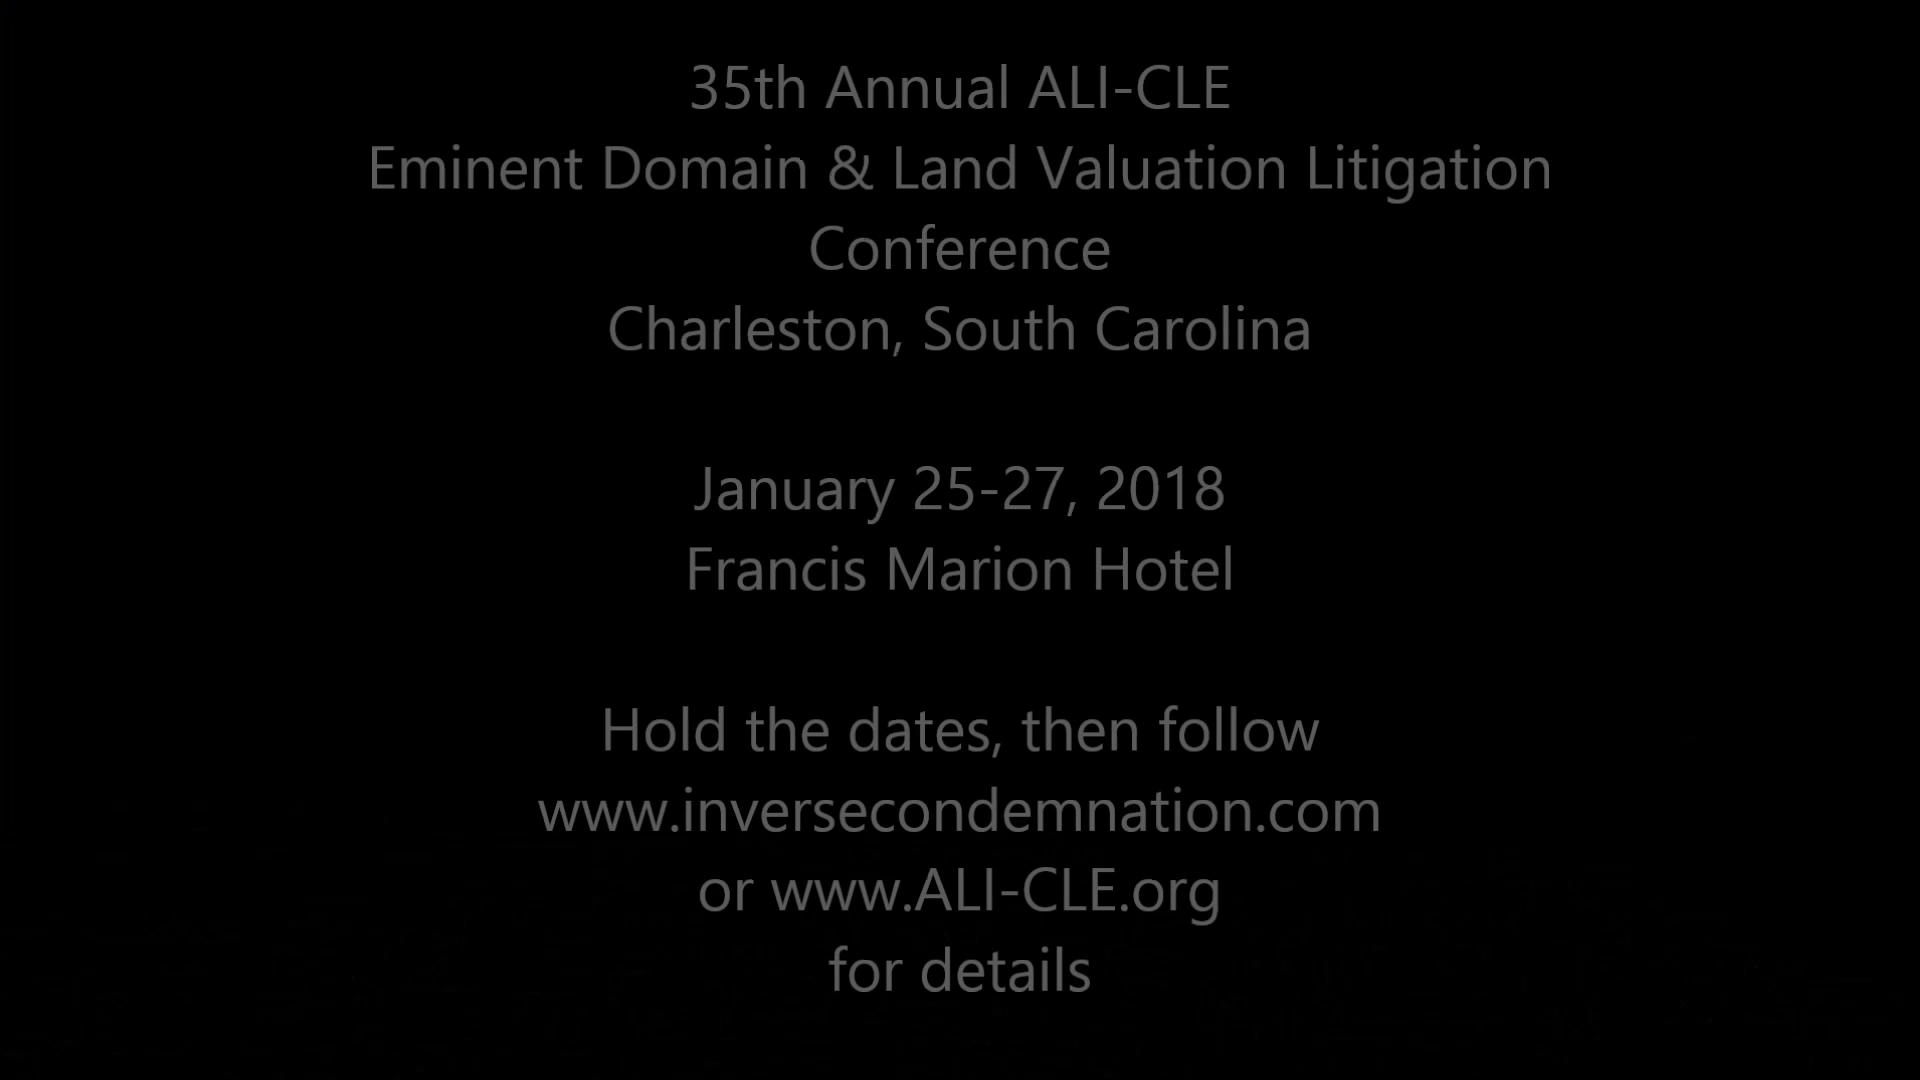 35th Annual ALI-CLE
Eminent Domain & Land Valuation Litigation
Conference
Charleston, South Carolina
January 25-27, 2018
Francis Marion Hotel
Hold the dates, then follow
www.inversecondemnation.com
or www.ALI-CLE.org
for details